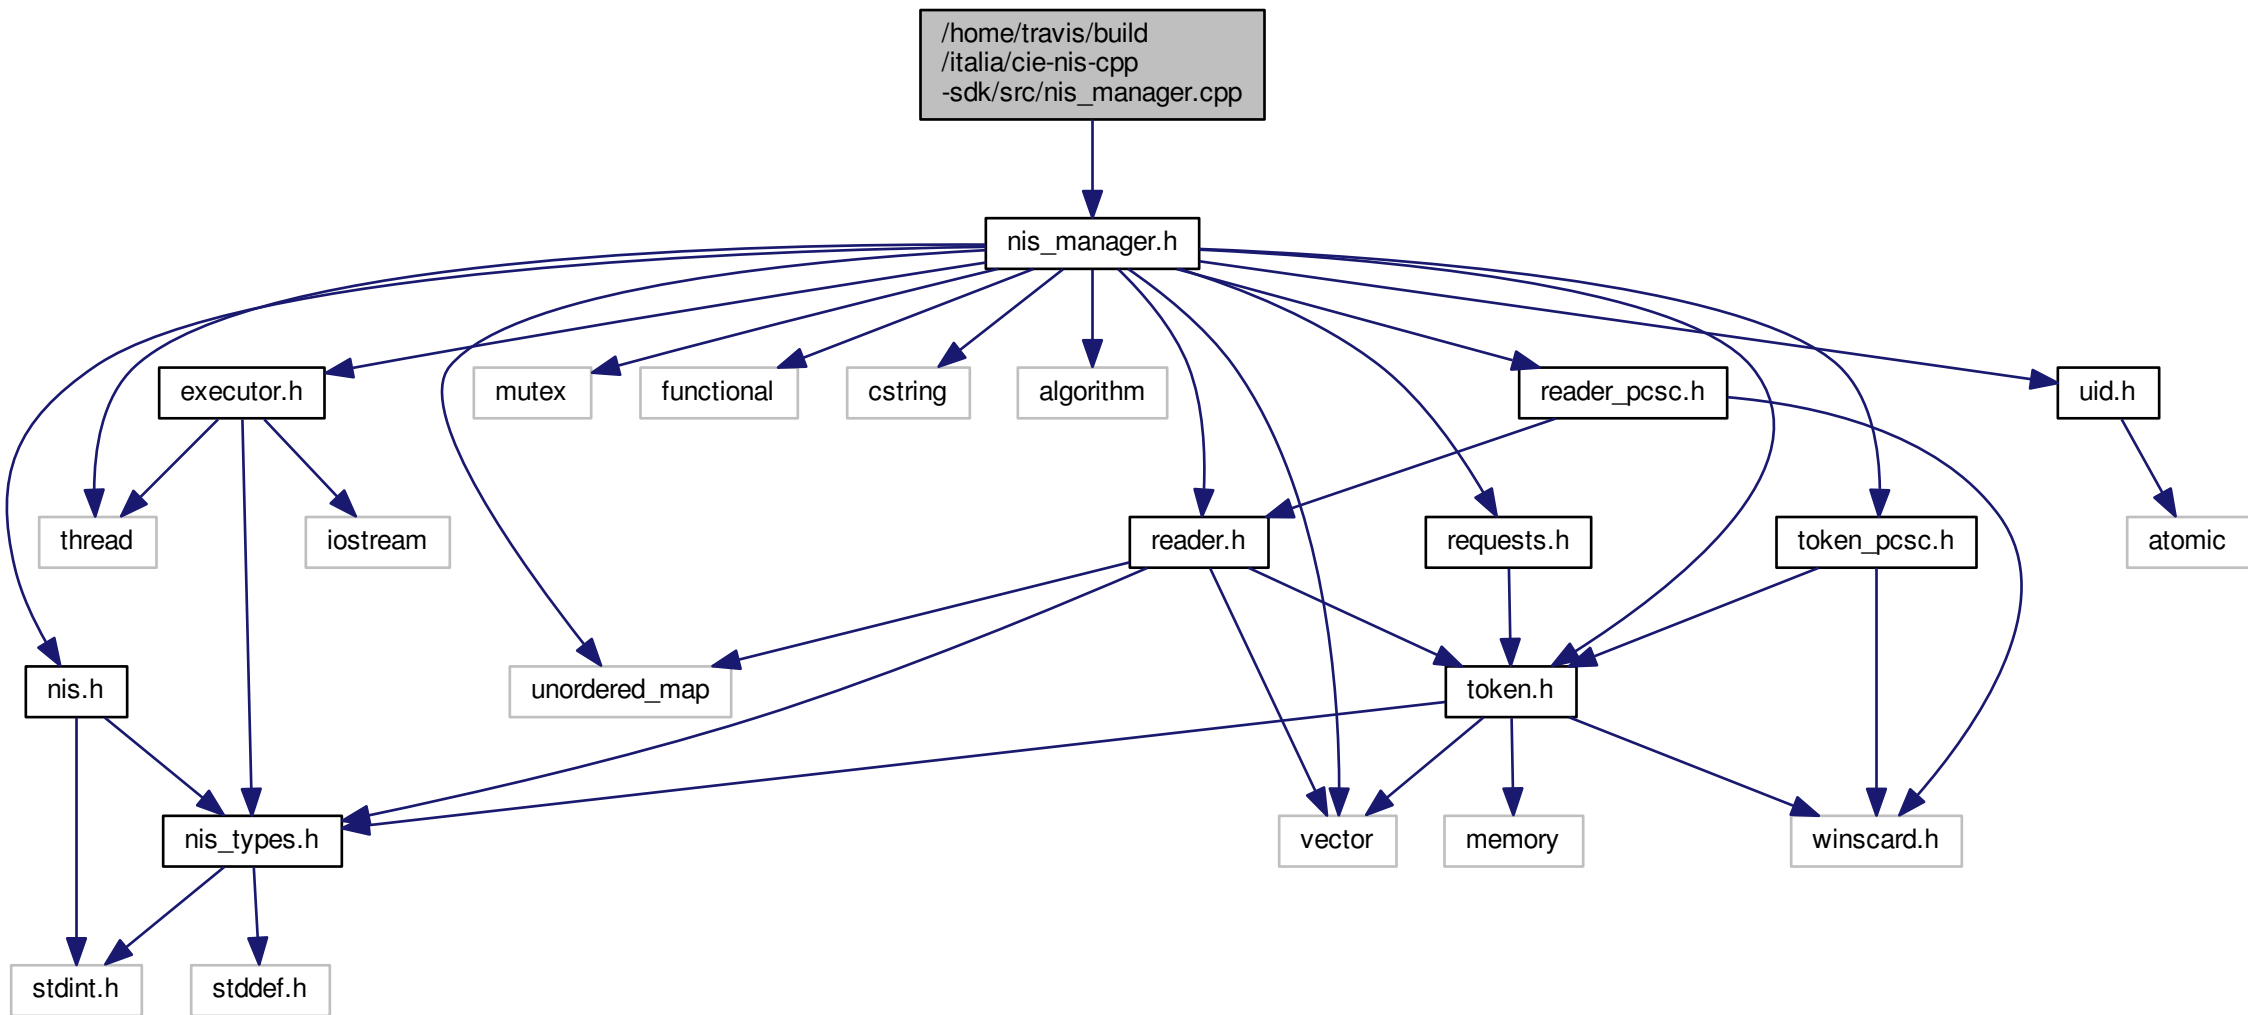 /home/travis/build
/italia/cie-nis-cpp
-sdk/src/nis_manager.cpp
nis_manager.h
executor.h
mutex
functional
cstring
algorithm
reader_pcsc.h
uid.h
thread
iostream
reader.h
requests.h
token_pcsc.h
atomic
nis.h
unordered_map
token.h
nis_types.h
vector
memory
winscard.h
stdint.h
stddef.h